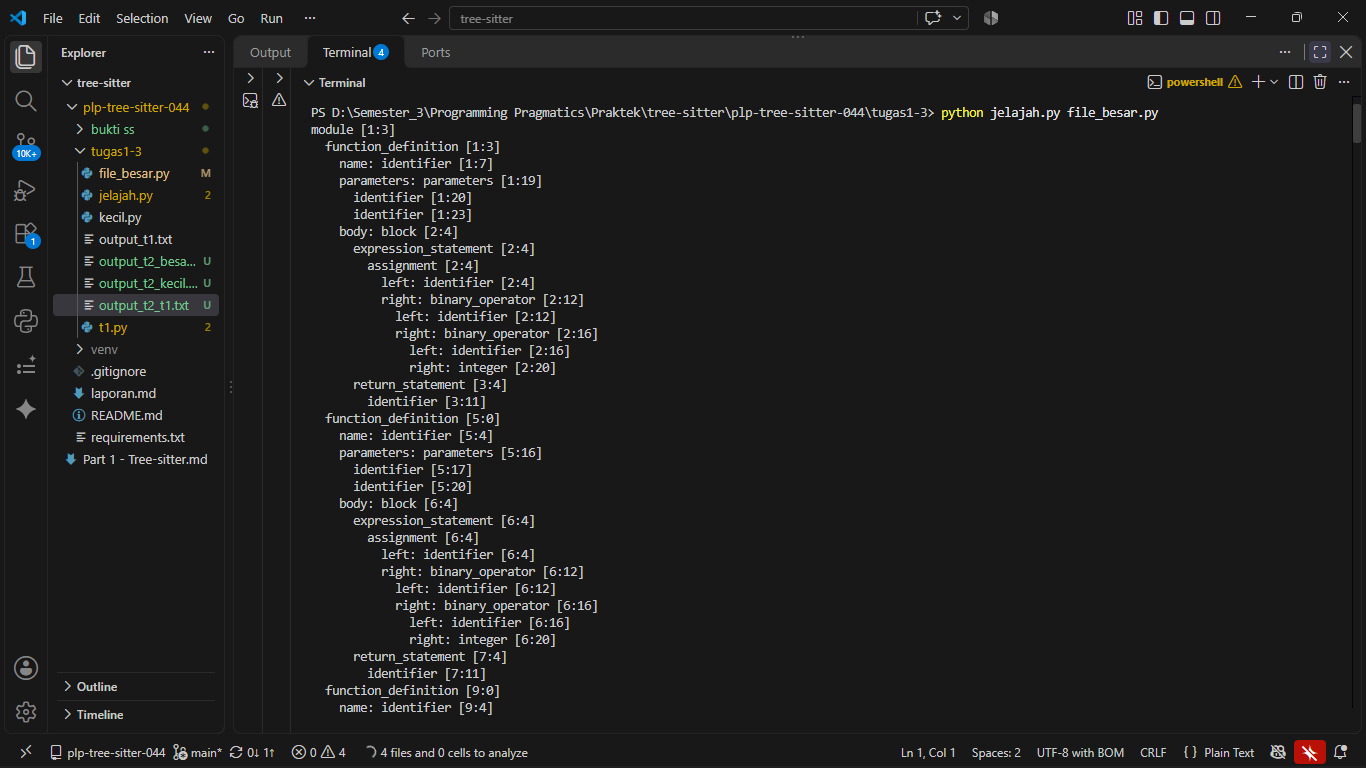 File Edit Selection View Go Run ···
tree-sitter
Explorer ···
tree-sitter
plp-tree-sitter-044
bukti ss
tugas1-3
file_besar.py M
jelajah.py 2
kecil.py
output_t1.txt
output_t2_besa... U
output_t2_kecil.... U
output_t2_t1.txt U
t1.py 2
venv
.gitignore
laporan.md
README.md
requirements.txt
Part 1 - Tree-sitter.md
Outline
Timeline
10K+
1
Output Terminal 4 Ports
Terminal
powershell
PS D:\Semester_3\Programming Pragmatics\Praktek\tree-sitter\plp-tree-sitter-044\tugas1-3> python jelajah.py file_besar.py
module [1:3]
function_definition [1:3]
name: identifier [1:7]
parameters: parameters [1:19]
identifier [1:20]
identifier [1:23]
body: block [2:4]
expression_statement [2:4]
assignment [2:4]
left: identifier [2:4]
right: binary_operator [2:12]
left: identifier [2:12]
right: binary_operator [2:16]
left: identifier [2:16]
right: integer [2:20]
return_statement [3:4]
identifier [3:11]
function_definition [5:0]
name: identifier [5:4]
parameters: parameters [5:16]
identifier [5:17]
identifier [5:20]
body: block [6:4]
expression_statement [6:4]
assignment [6:4]
left: identifier [6:4]
right: binary_operator [6:12]
left: identifier [6:12]
right: binary_operator [6:16]
left: identifier [6:16]
right: integer [6:20]
return_statement [7:4]
identifier [7:11]
function_definition [9:0]
name: identifier [9:4]
plp-tree-sitter-044 main* 0↓ 1↑ 0 4 4 files and 0 cells to analyze Ln 1, Col 1 Spaces: 2 UTF-8 with BOM CRLF { } Plain Text